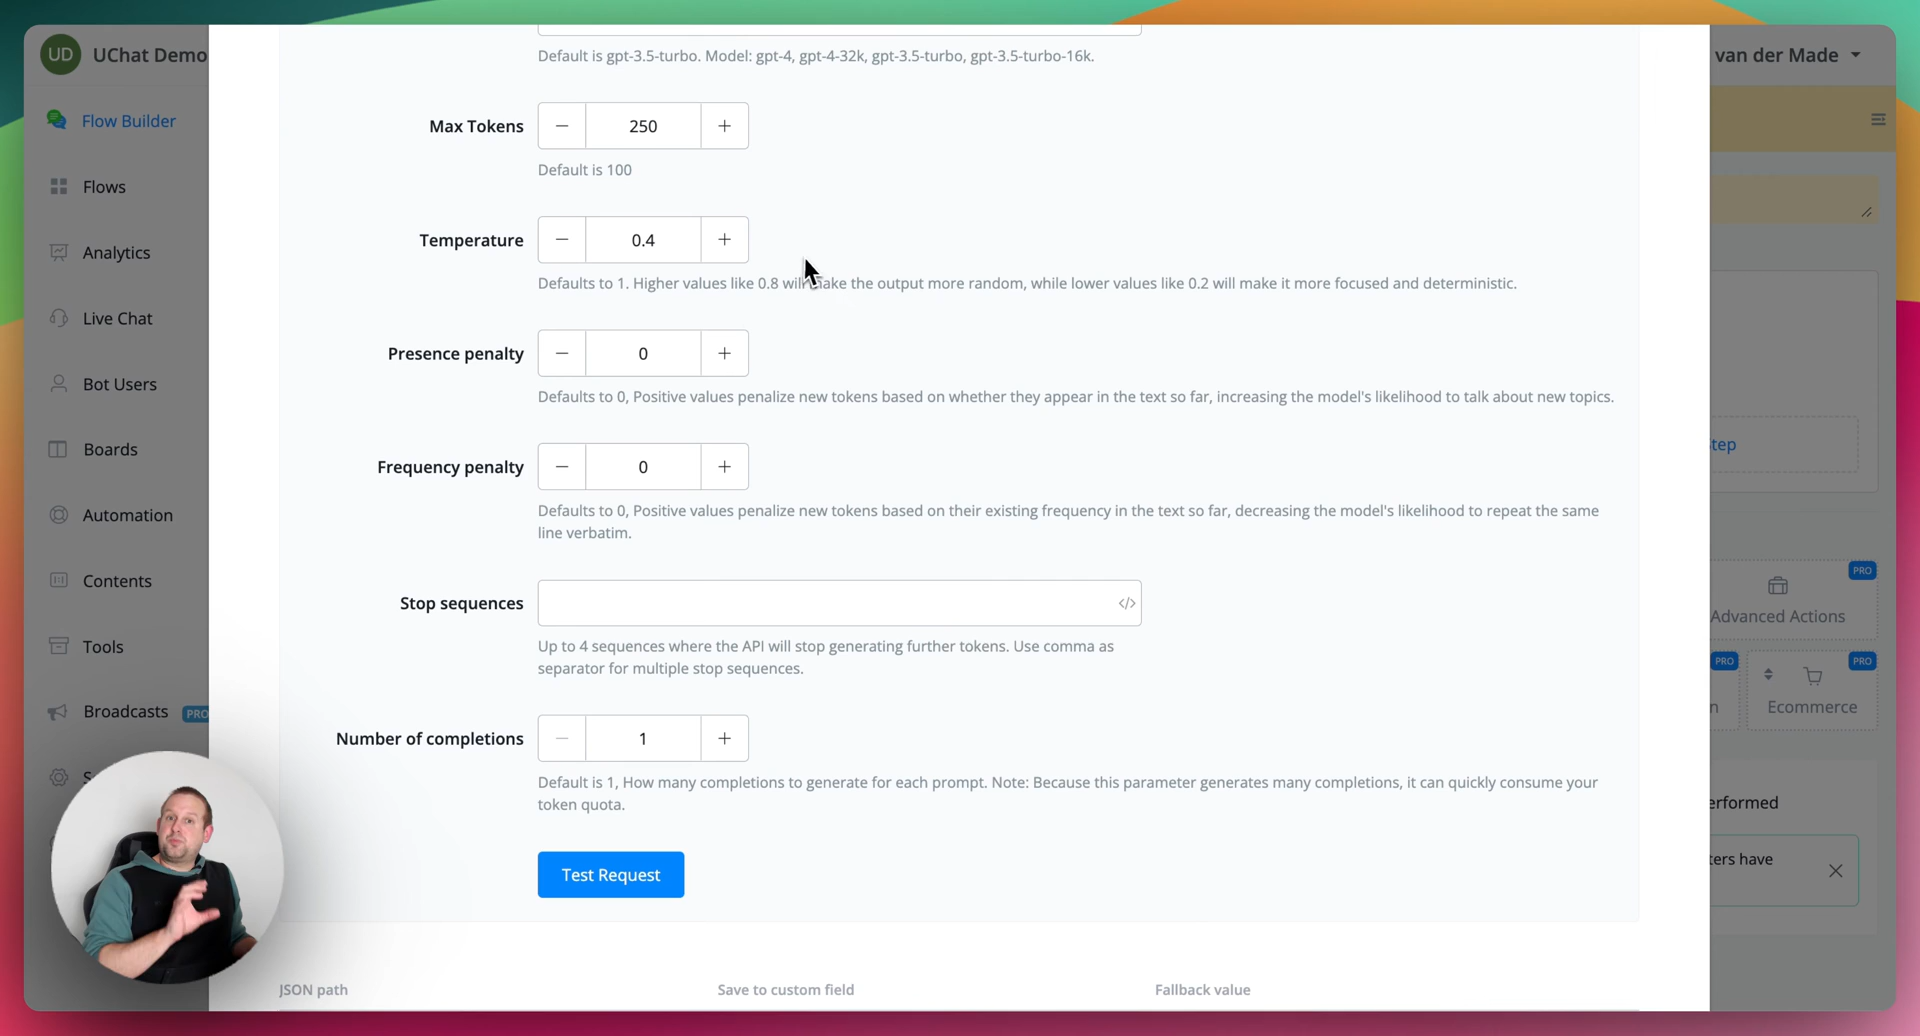 UD UChat Demo
van der Made
Flow Builder
Flows
Analytics
Live Chat
Bot Users
Boards
Automation
Contents
Tools
Broadcasts PRO
S
Default is gpt-3.5-turbo. Model: gpt-4, gpt-4-32k, gpt-3.5-turbo, gpt-3.5-turbo-16k.
Max Tokens − 250 +
Default is 100
Temperature − 0.4 +
Defaults to 1. Higher values like 0.8 will make the output more random, while lower values like 0.2 will make it more focused and deterministic.
Presence penalty − 0 +
Defaults to 0, Positive values penalize new tokens based on whether they appear in the text so far, increasing the model's likelihood to talk about new topics.
Frequency penalty − 0 +
Defaults to 0, Positive values penalize new tokens based on their existing frequency in the text so far, decreasing the model's likelihood to repeat the same
line verbatim.
Stop sequences </>
Up to 4 sequences where the API will stop generating further tokens. Use comma as
separator for multiple stop sequences.
Number of completions − 1 +
Default is 1, How many completions to generate for each prompt. Note: Because this parameter generates many completions, it can quickly consume your
token quota.
Test Request
JSON path Save to custom field Fallback value
tep
PRO
Advanced Actions
PRO PRO
n Ecommerce
erformed
ters have